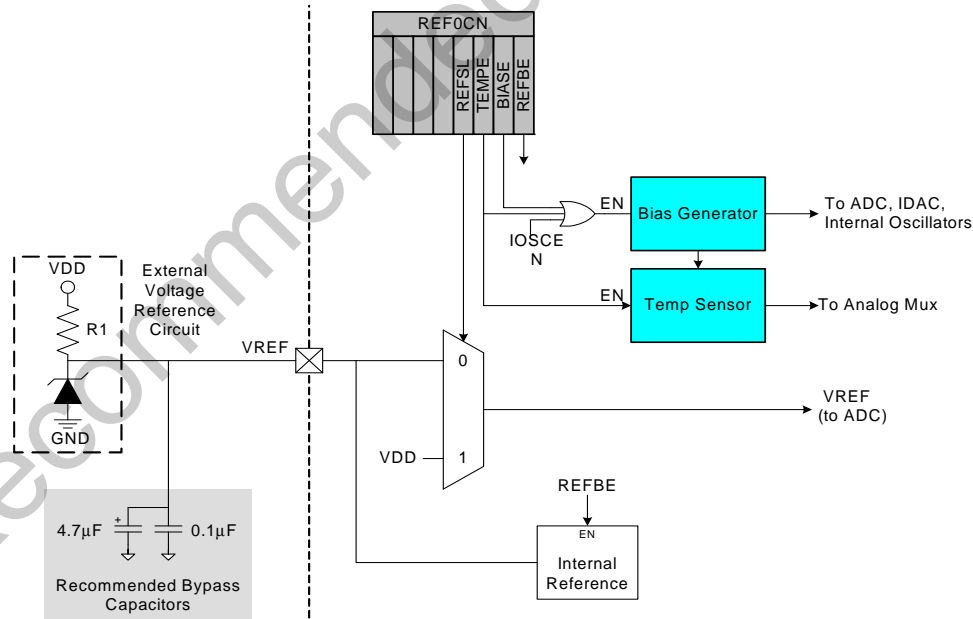 REF0CN
REFSL
TEMPE
BIASE
REFBE
EN
Bias Generator
To ADC, IDAC,
Internal Oscillators
IOSCE
N
EN
Temp Sensor
To Analog Mux
VDD
R1
GND
External
Voltage
Reference
Circuit
VREF
0
1
VDD
VREF
(to ADC)
REFBE
EN
Internal
Reference
4.7µF
+
0.1µF
Recommended Bypass
Capacitors